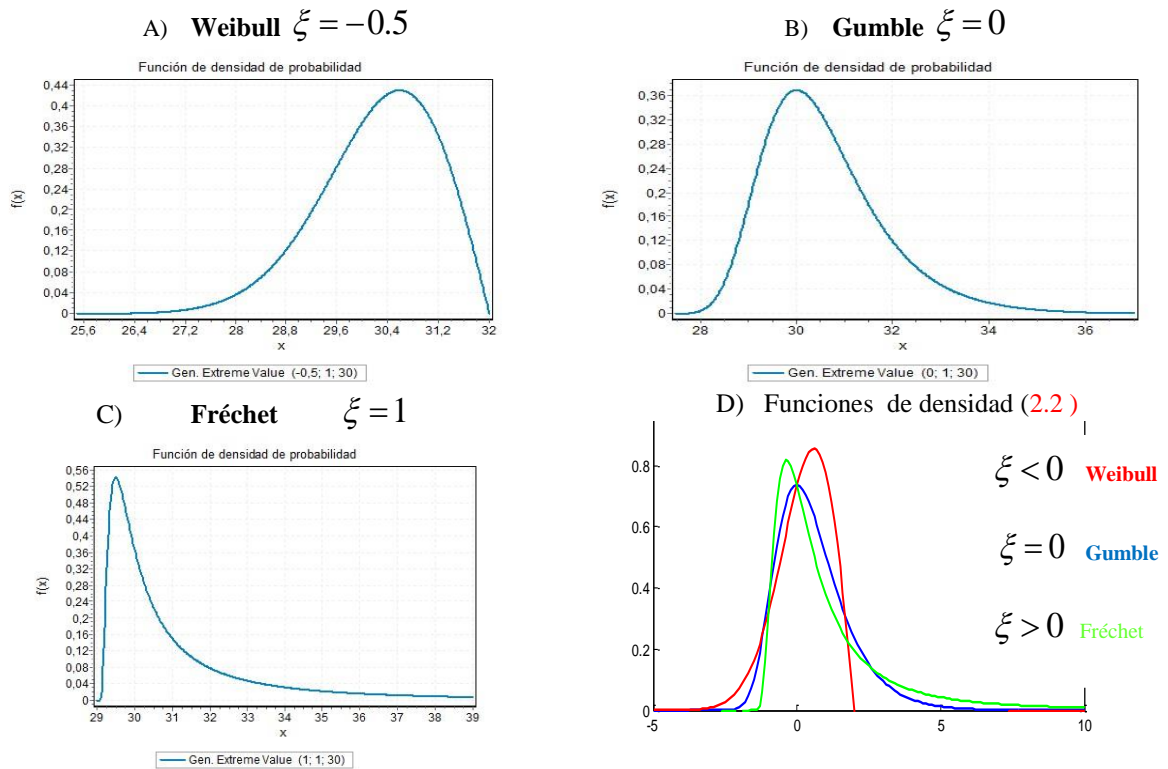 A) Weibull ξ = −0.5
Función de densidad de probabilidad
f(x)
0,44
0,4
0,36
0,32
0,28
0,24
0,2
0,16
0,12
0,08
0,04
0
25,6 26,4 27,2 28 28,8 29,6 30,4 31,2 32
x
Gen. Extreme Value (-0,5; 1; 30)
B) Gumble ξ = 0
Función de densidad de probabilidad
f(x)
0,36
0,32
0,28
0,24
0,2
0,16
0,12
0,08
0,04
0
28 30 32 34 36
x
Gen. Extreme Value (0; 1; 30)
C) Fréchet ξ = 1
Función de densidad de probabilidad
f(x)
0,56
0,52
0,48
0,44
0,4
0,36
0,32
0,28
0,24
0,2
0,16
0,12
0,08
0,04
0
29 30 31 32 33 34 35 36 37 38 39
x
Gen. Extreme Value (1; 1; 30)
D) Funciones de densidad (2.2 )
0.8
0.6
0.4
0.2
0
-5 0 5 10
ξ < 0 Weibull
ξ = 0 Gumble
ξ > 0 Fréchet